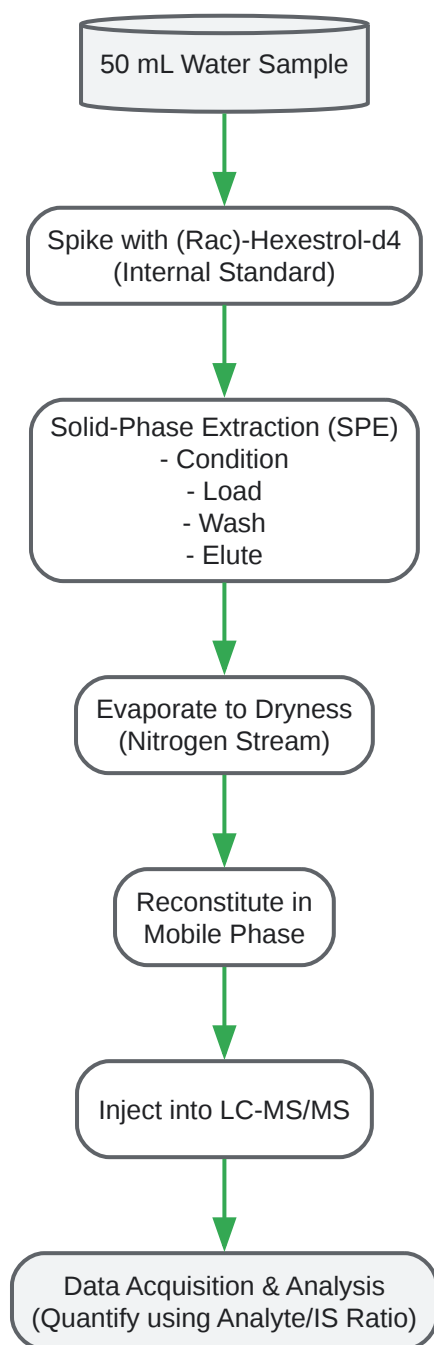 50 mL Water Sample
Spike with (Rac)-Hexestrol-d4
(Internal Standard)
Solid-Phase Extraction (SPE)
- Condition
- Load
- Wash
- Elute
Evaporate to Dryness
(Nitrogen Stream)
Reconstitute in
Mobile Phase
Inject into LC-MS/MS
Data Acquisition & Analysis
(Quantify using Analyte/IS Ratio)